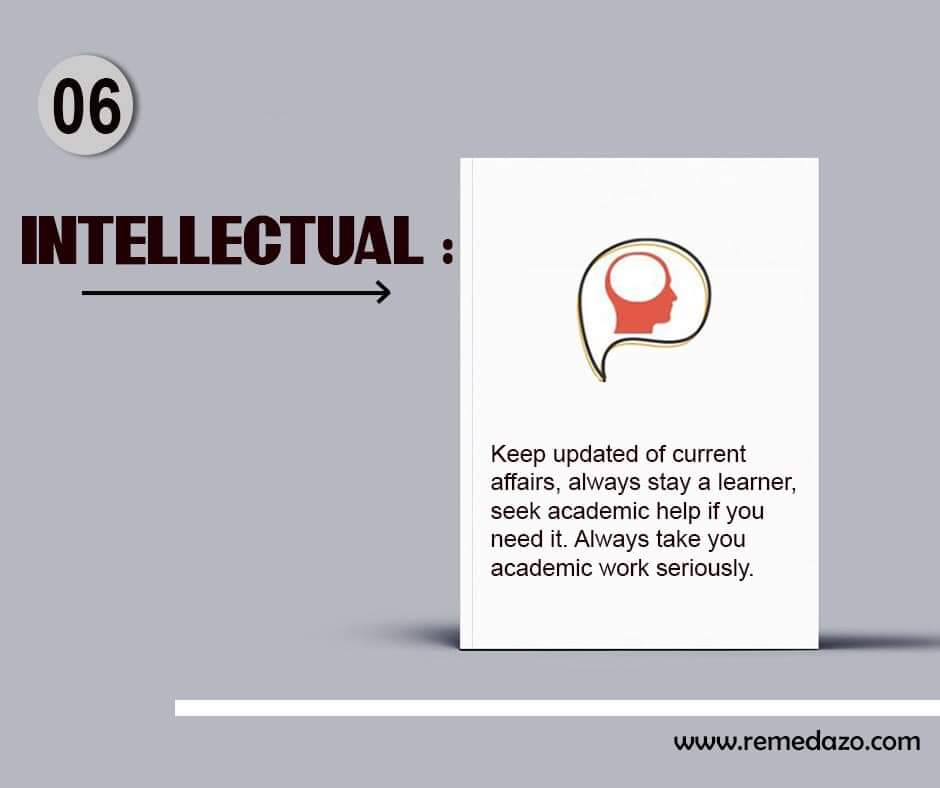 06
INTELLECTUAL :
Keep updated of current
affairs, always stay a learner,
seek academic help if you
need it. Always take you
academic work seriously.
www.remedazo.com